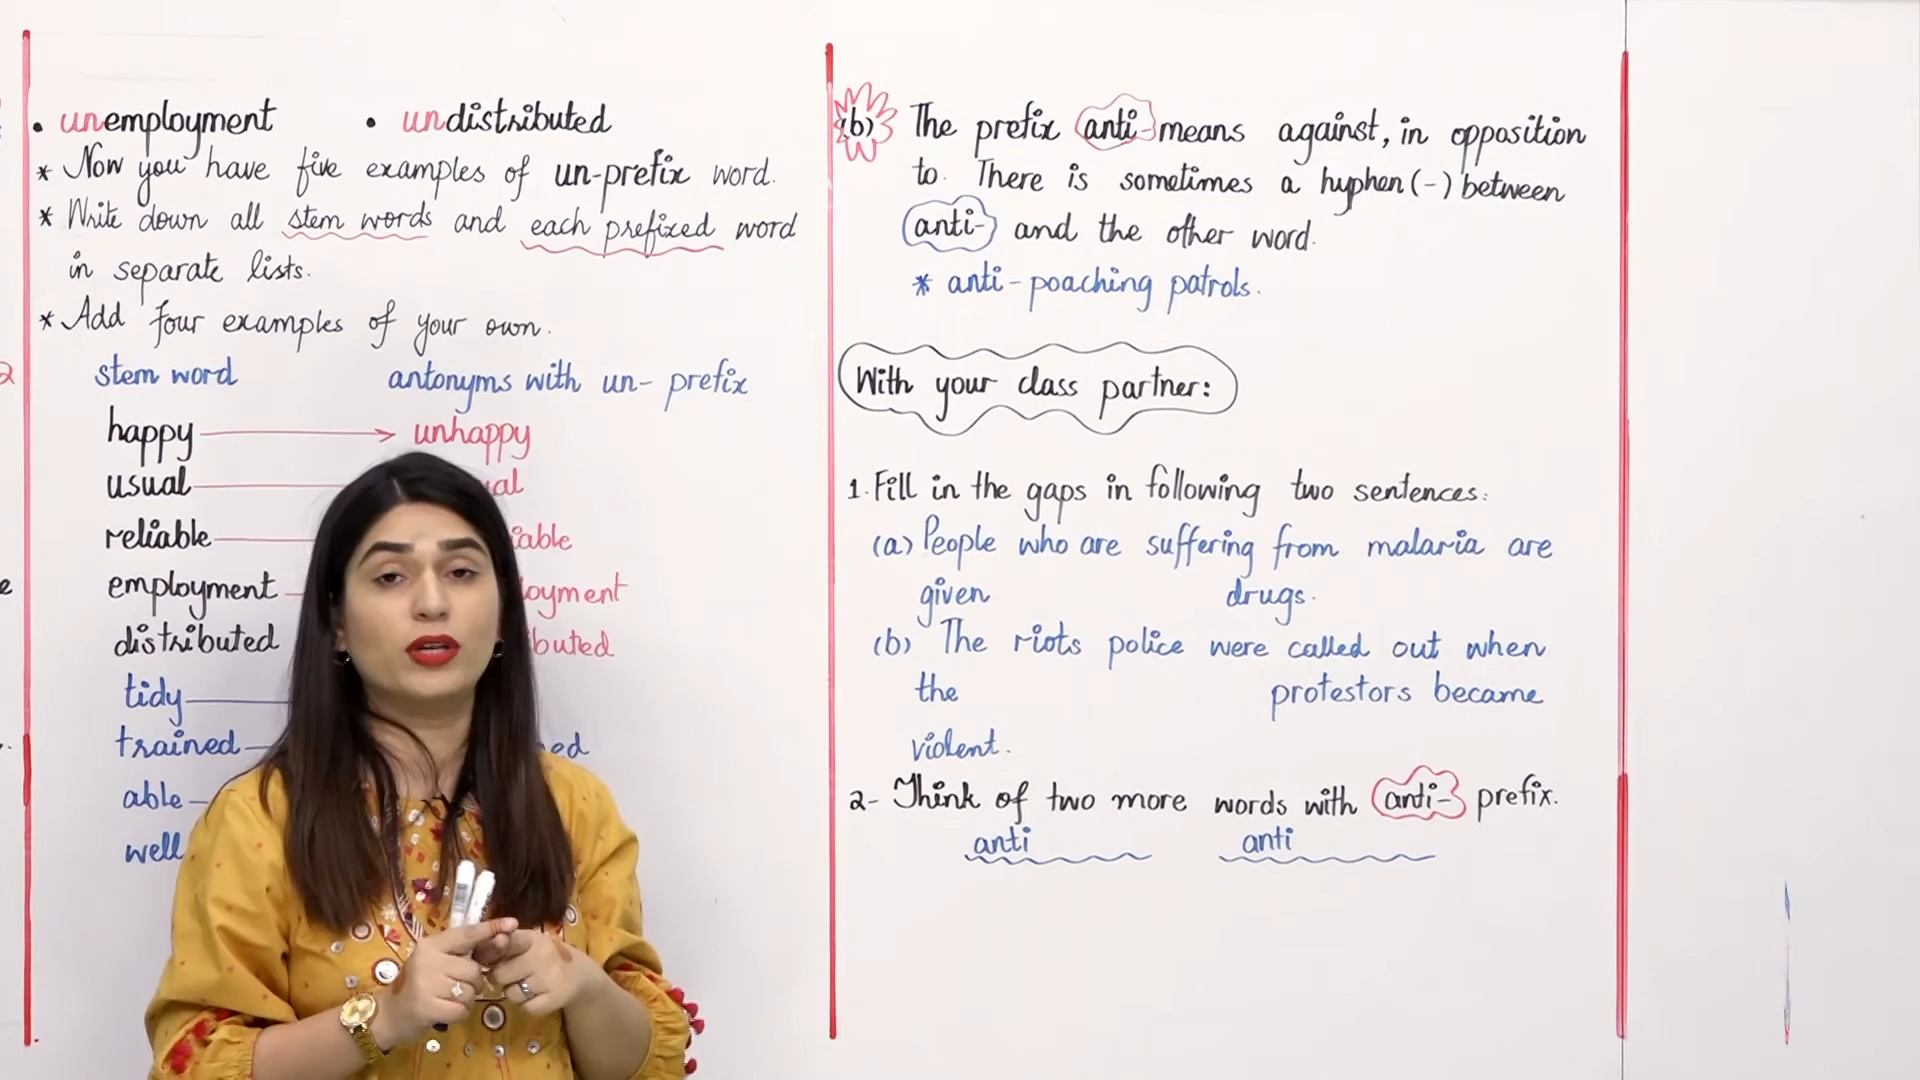 • unemployment • undistributed
* Now you have five examples of un-prefix word.
* Write down all stem words and each prefixed word
in separate lists.
* Add four examples of your own.
stem word antonyms with un- prefix
happy → unhappy
usual
reliable
employment
distributed
tidy
trained
able
well
(b) The prefix anti- means against, in opposition
to. There is sometimes a hyphen (-) between
anti- and the other word.
* anti-poaching patrols.
With your class partner:
1. Fill in the gaps in following two sentences:
(a) People who are suffering from malaria are
given drugs.
(b) The riots police were called out when
the protestors became
violent.
2- Think of two more words with anti- prefix.
anti anti